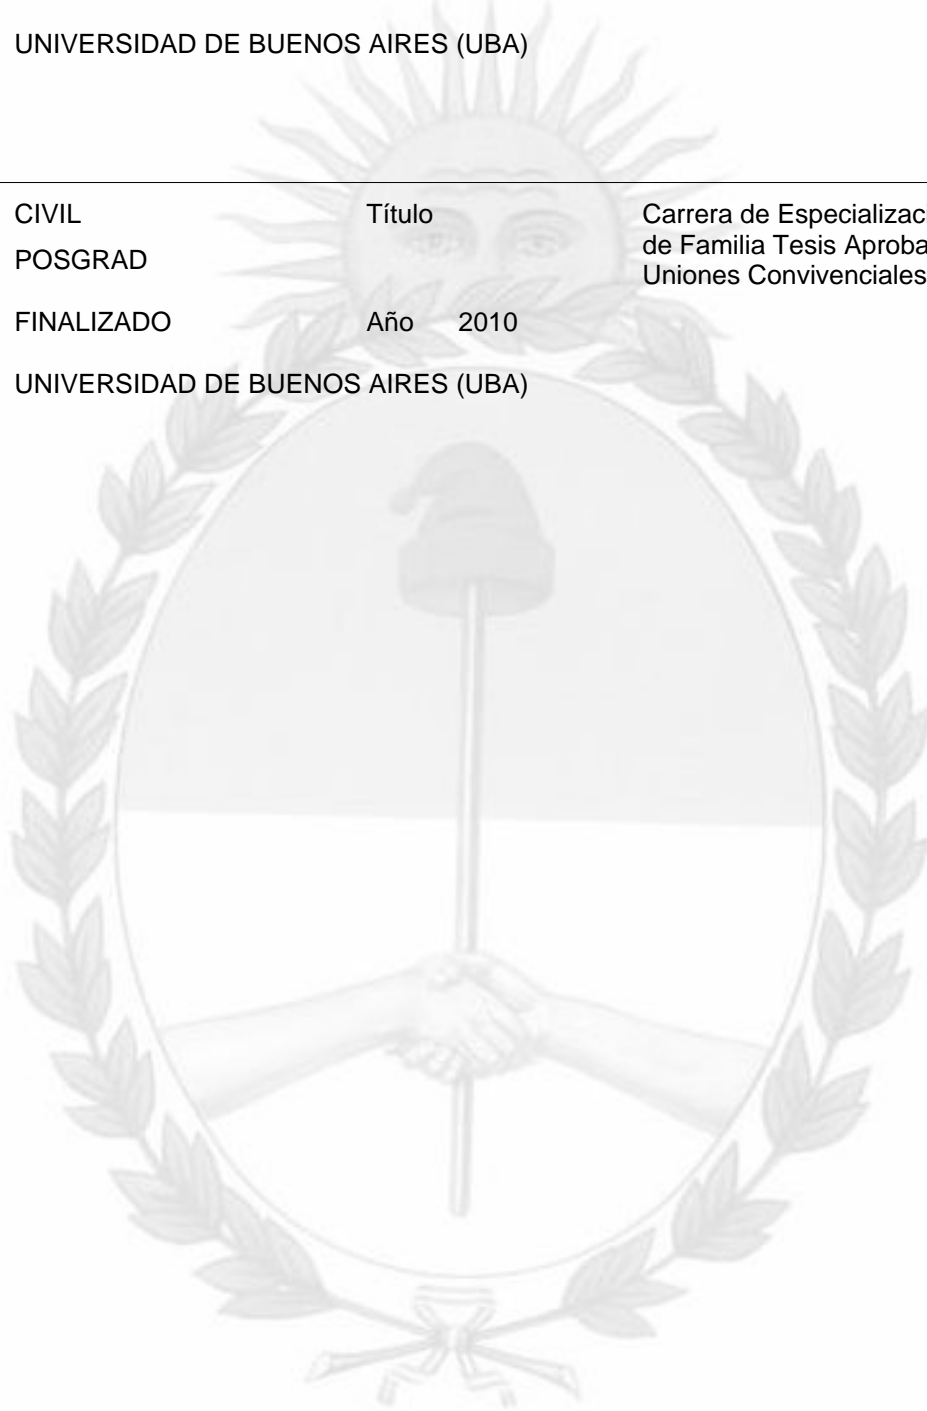 UNIVERSIDAD DE BUENOS AIRES (UBA)
CIVIL Título Carrera de Especializaci
de Familia Tesis Aproba
POSGRAD
Uniones Convivenciales
FINALIZADO Año 2010
UNIVERSIDAD DE BUENOS AIRES (UBA)